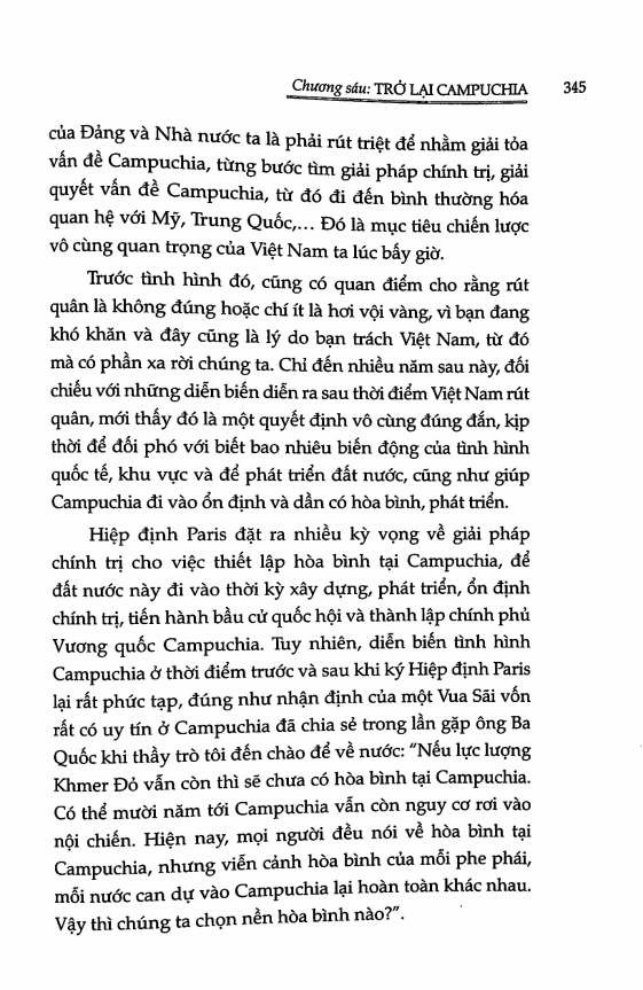 Chương sáu: TRỞ LẠI CAMPUCHIA 345
của Đảng và Nhà nước ta là phải rút triệt để nhằm giải tỏa
vấn đề Campuchia, từng bước tìm giải pháp chính trị, giải
quyết vấn đề Campuchia, từ đó đi đến bình thường hóa
quan hệ với Mỹ, Trung Quốc,... Đó là mục tiêu chiến lược
vô cùng quan trọng của Việt Nam ta lúc bấy giờ.
Trước tình hình đó, cũng có quan điểm cho rằng rút
quân là không đúng hoặc chí ít là hơi vội vàng, vì bạn đang
khó khăn và đây cũng là lý do bạn trách Việt Nam, từ đó
mà có phần xa rời chúng ta. Chỉ đến nhiều năm sau này, đối
chiếu với những diễn biến diễn ra sau thời điểm Việt Nam rút
quân, mới thấy đó là một quyết định vô cùng đúng đắn, kịp
thời để đối phó với biết bao nhiêu biến động của tình hình
quốc tế, khu vực và để phát triển đất nước, cũng như giúp
Campuchia đi vào ổn định và dần có hòa bình, phát triển.
Hiệp định Paris đặt ra nhiều kỳ vọng về giải pháp
chính trị cho việc thiết lập hòa bình tại Campuchia, để
đất nước này đi vào thời kỳ xây dựng, phát triển, ổn định
chính trị, tiến hành bầu cử quốc hội và thành lập chính phủ
Vương quốc Campuchia. Tuy nhiên, diễn biến tình hình
Campuchia ở thời điểm trước và sau khi ký Hiệp định Paris
lại rất phức tạp, đúng như nhận định của một Vua Sãi vốn
rất có uy tín ở Campuchia đã chia sẻ trong lần gặp ông Ba
Quốc khi thầy trò tôi đến chào để về nước: "Nếu lực lượng
Khmer Đỏ vẫn còn thì sẽ chưa có hòa bình tại Campuchia.
Có thể mười năm tới Campuchia vẫn còn nguy cơ rơi vào
nội chiến. Hiện nay, mọi người đều nói về hòa bình tại
Campuchia, nhưng viễn cảnh hòa bình của mỗi phe phái,
mỗi nước can dự vào Campuchia lại hoàn toàn khác nhau.
Vậy thì chúng ta chọn nền hòa bình nào?".